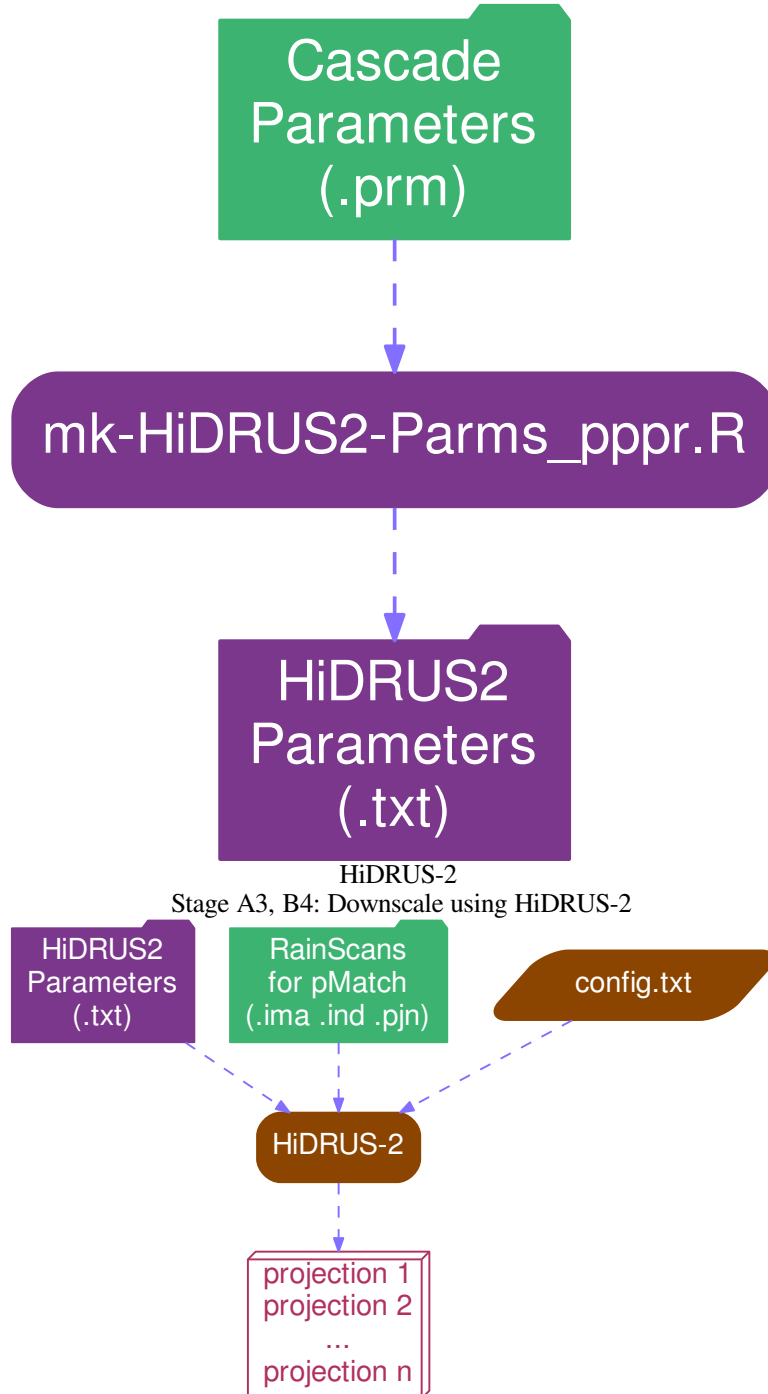 Cascade
Parameters
(.prm)
mk-HiDRUS2-Parms_pppr.R
HiDRUS2
Parameters
(.txt)
HiDRUS-2
Stage A3, B4: Downscale using HiDRUS-2
HiDRUS2
Parameters
(.txt)
RainScans
for pMatch
(.ima .ind .pjn)
config.txt
HiDRUS-2
projection 1
projection 2
...
projection n